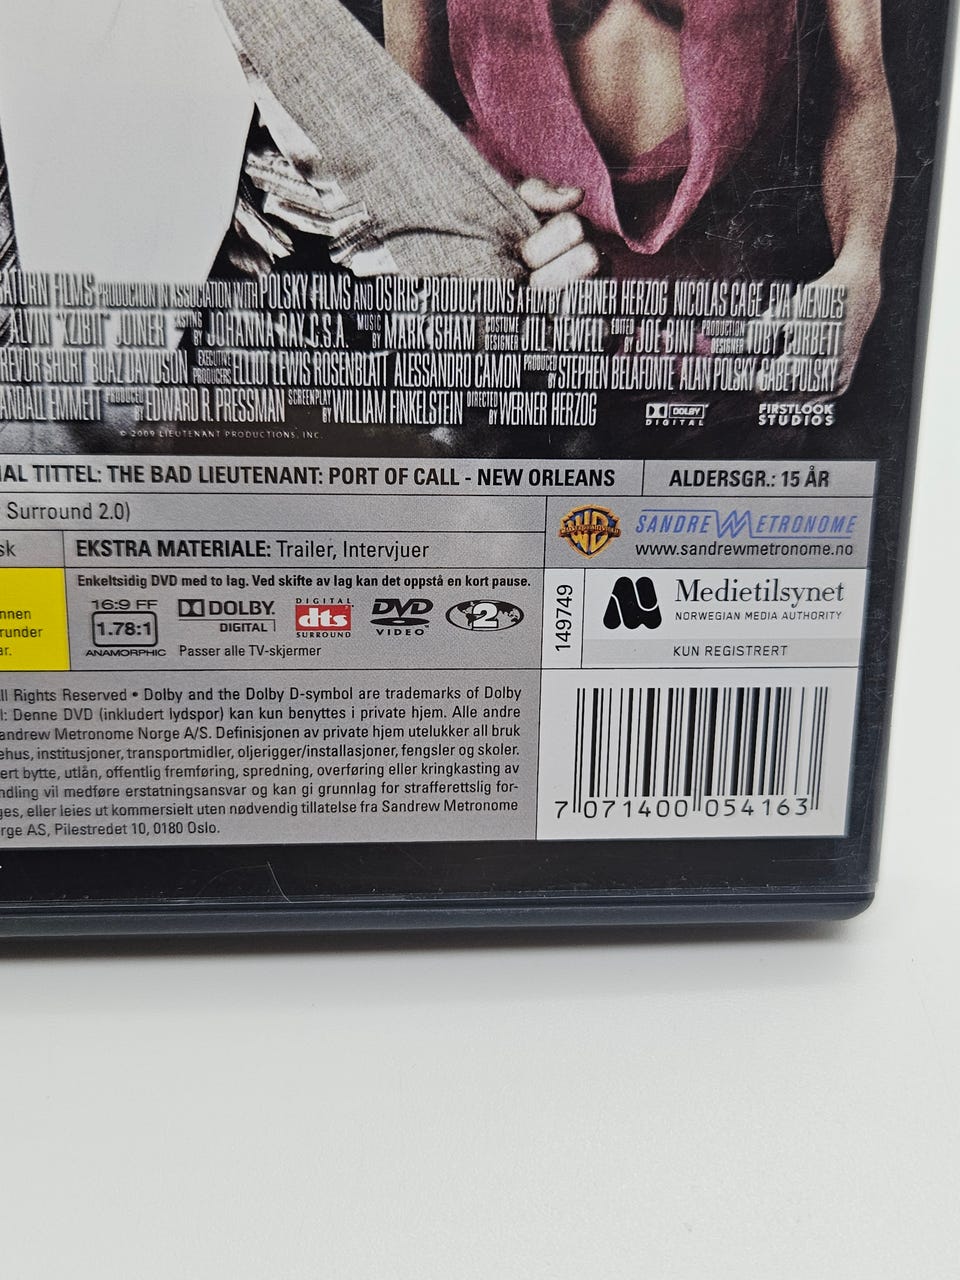 SATURN FILMS PRODUCTION IN ASSOCIATION WITH POLSKY FILMS AND OSIRIS PRODUCTIONS A FILM BY WERNER HERZOG NICOLAS CAGE EVA MENDES
ALVIN "XZIBIT" JOINER CASTING BY JOHANNA RAY, C.S.A. MUSIC BY MARK ISHAM COSTUME DESIGNER JILL NEWELL EDITED BY JOE BINI PRODUCTION DESIGNER TOBY CORBETT
TREVOR SHORT BOAZ DAVIDSON EXECUTIVE PRODUCERS ELLIOT LEWIS ROSENBLATT ALESSANDRO CAMON PRODUCED BY STEPHEN BELAFONTE ALAN POLSKY GABE POLSKY
RANDALL EMMETT PRODUCED BY EDWARD R. PRESSMAN SCREENPLAY BY WILLIAM FINKELSTEIN DIRECTED BY WERNER HERZOG
DOLBY DIGITAL
FIRSTLOOK STUDIOS
© 2009 LIEUTENANT PRODUCTIONS, INC.
AL TITTEL: THE BAD LIEUTENANT: PORT OF CALL - NEW ORLEANS
ALDERSGR.: 15 ÅR
Surround 2.0)
sk
EKSTRA MATERIALE: Trailer, Intervjuer
WB
SANDREW METRONOME
www.sandrewmetronome.no
nnen
runder
ar.
Enkeltsidig DVD med to lag. Ved skifte av lag kan det oppstå en kort pause.
16:9 FF
1.78:1
ANAMORPHIC
DOLBY
DIGITAL
DIGITAL
dts
SURROUND
DVD
VIDEO
2
Passer alle TV-skjermer
149749
Medietilsynet
NORWEGIAN MEDIA AUTHORITY
KUN REGISTRERT
ll Rights Reserved • Dolby and the Dolby D-symbol are trademarks of Dolby
l: Denne DVD (inkludert lydspor) kan kun benyttes i private hjem. Alle andre
andrew Metronome Norge A/S. Definisjonen av private hjem utelukker all bruk
ehus, institusjoner, transportmidler, oljerigger/installasjoner, fengsler og skoler.
ert bytte, utlån, offentlig fremføring, spredning, overføring eller kringkasting av
ndling vil medføre erstatningsansvar og kan gi grunnlag for strafferettslig for-
ges, eller leies ut kommersielt uten nødvendig tillatelse fra Sandrew Metronome
rge AS, Pilestredet 10, 0180 Oslo.
7 071400 054163